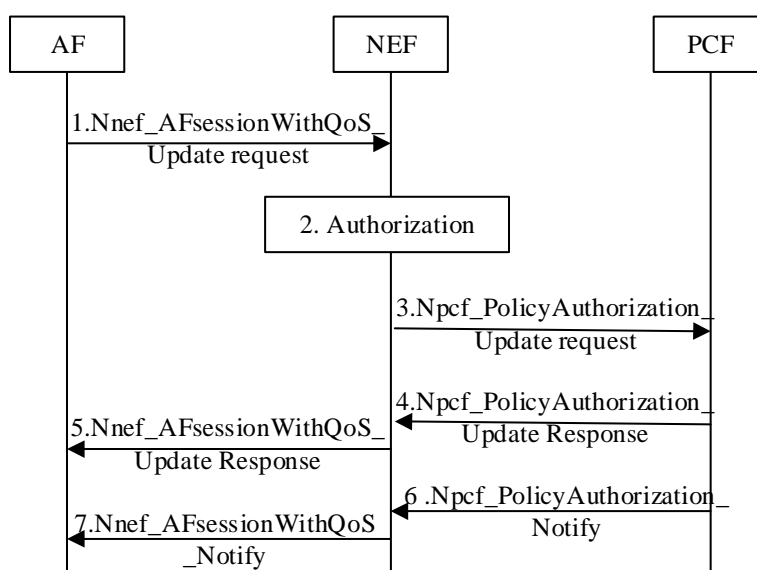 AF
NEF
PCF
1.Nnef_AFsessionWithQoS_
Update request
2. Authorization
3.Npcf_PolicyAuthorization_
Update request
4.Npcf_PolicyAuthorization_
Update Response
5.Nnef_AFsessionWithQoS_
Update Response
6 .Npcf_PolicyAuthorization_
Notify
7.Nnef_AFsessionWithQoS
_Notify